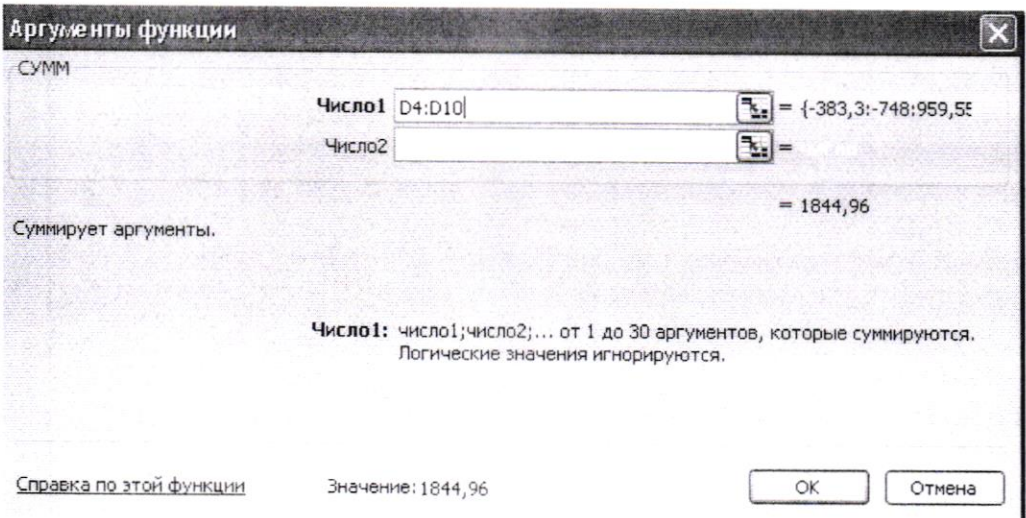 Аргументы функции
СУММ
Число1 D4:D10 = {-383,3:-748:959,55
Число2 =
= 1844,96
Суммирует аргументы.
Число1: число1;число2;... от 1 до 30 аргументов, которые суммируются.
Логические значения игнорируются.
Справка по этой функции Значение:1844,96 ОК Отмена